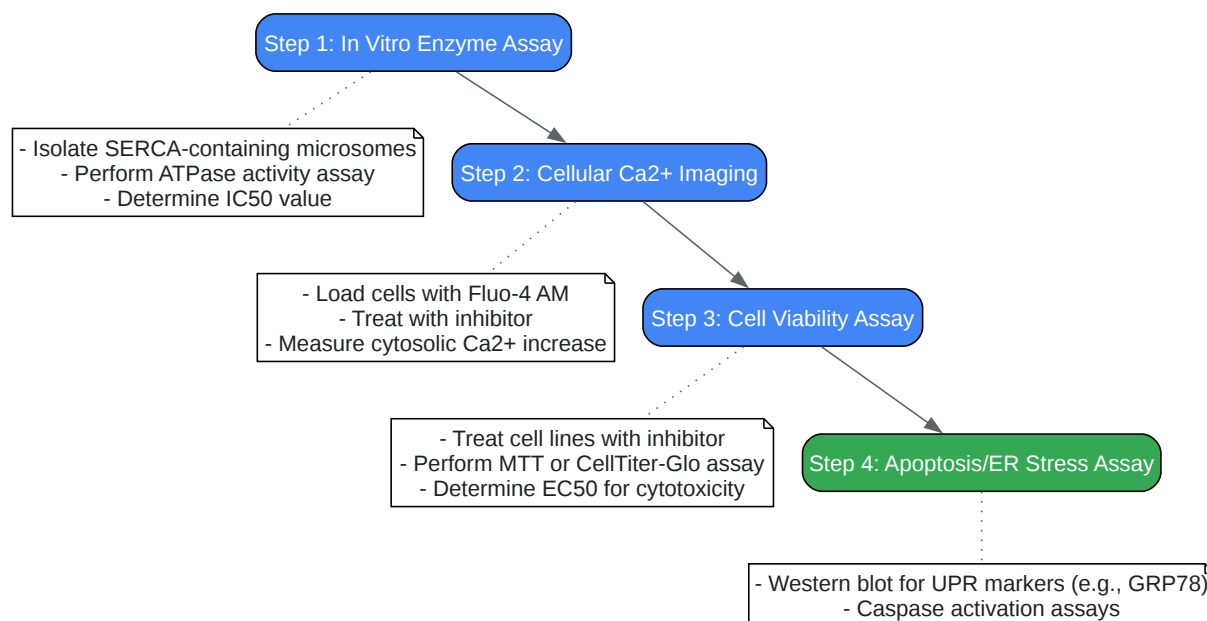 Step 1: In Vitro Enzyme Assay
- Isolate SERCA-containing microsomes
- Perform ATPase activity assay
- Determine IC50 value
Step 2: Cellular Ca2+ Imaging
- Load cells with Fluo-4 AM
- Treat with inhibitor
- Measure cytosolic Ca2+ increase
Step 3: Cell Viability Assay
- Treat cell lines with inhibitor
- Perform MTT or CellTiter-Glo assay
- Determine EC50 for cytotoxicity
Step 4: Apoptosis/ER Stress Assay
- Western blot for UPR markers (e.g., GRP78)
- Caspase activation assays